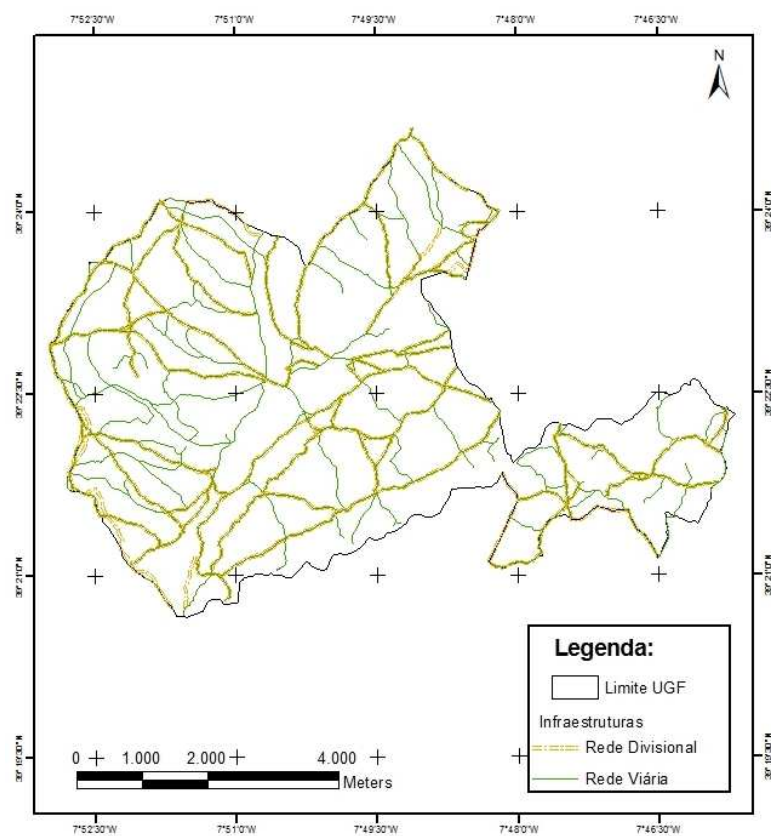 7°52'30"W 7°51'0"W 7°49'30"W 7°48'0"W 7°46'30"W
N
Legenda:
Limite UGF
Infraestruturas
Rede Divisional
Rede Viária
0 1.000 2.000 4.000
Meters
7°52'30"W 7°51'0"W 7°49'30"W 7°48'0"W 7°46'30"W